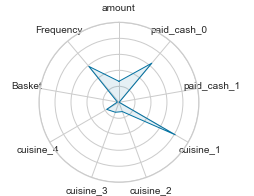 amount
Frequency
paid_cash_0
Basket
paid_cash_1
cuisine_4
cuisine_1
cuisine_3
cuisine_2